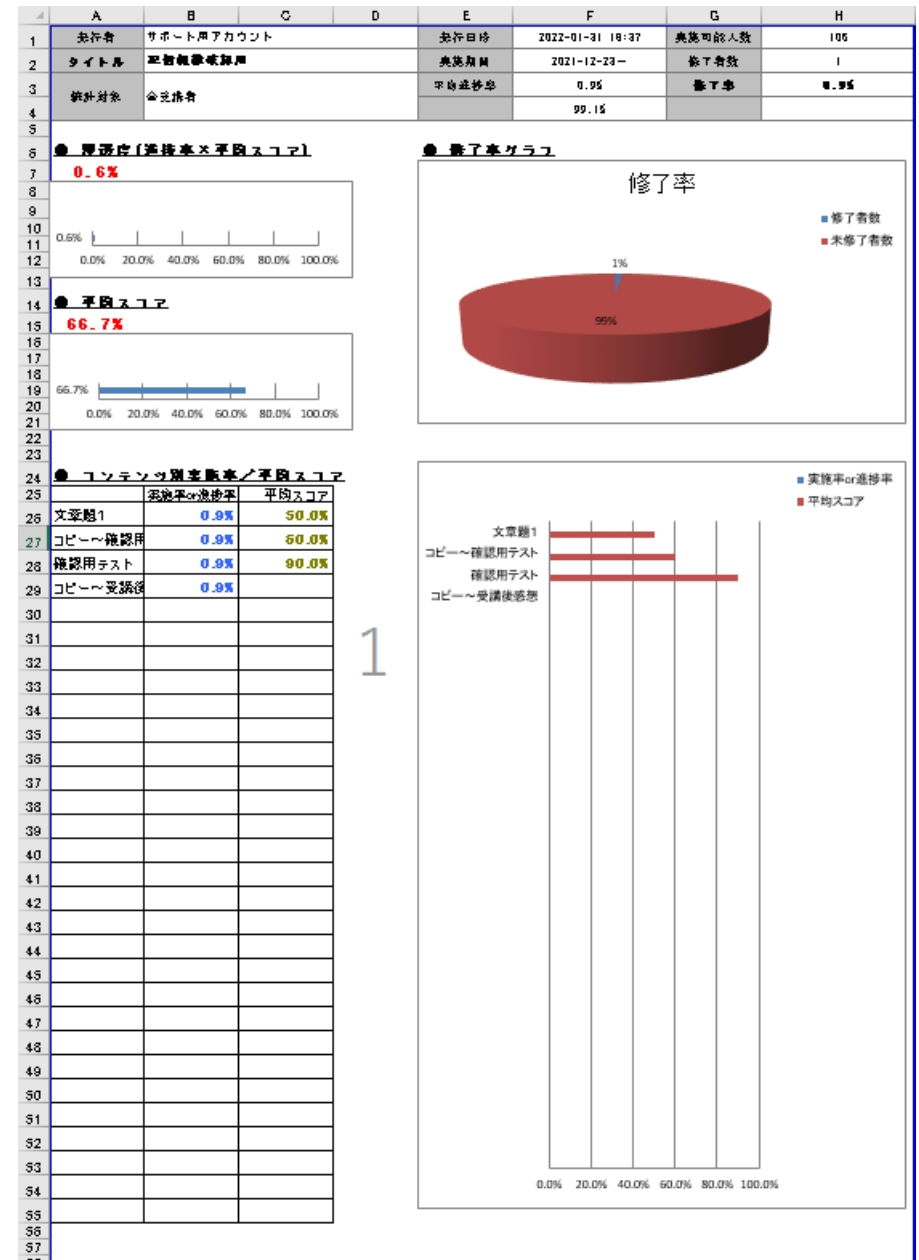 A B C D E F G H
1 発行者 サポート用アカウント 発行日時 2022-01-31 18:37 実施可能人数 106
2 タイトル 配信機能確認用 実施期間 2021-12-23ー 修了者数 1
3 統計対象 全受講者 平均進捗率 0.9% 修了率 0.9%
4 99.1%
5
6 ● 浸透度(進捗率×平均スコア) ● 修了率グラフ
7 0.6%
修了率
8
9 修了者数
10
11 0.6% 未修了者数
12 0.0% 20.0% 40.0% 60.0% 80.0% 100.0% 1%
13
14 ● 平均スコア
15 66.7% 99%
16
17
18
19 66.7%
20
21 0.0% 20.0% 40.0% 60.0% 80.0% 100.0%
22
23
24 ● コンテンツ別実施率/平均スコア 実施率or進捗率
25 実施率or進捗率 平均スコア 平均スコア
26 文章題1 0.9% 50.0% 文章題1
27 コピー~確認用 0.9% 60.0% コピー~確認用テスト
28 確認用テスト 0.9% 90.0% 確認用テスト
29 コピー~受講後 0.9% コピー~受講後感想
30
31
1
32
33
34
35
36
37
38
39
40
41
42
43
44
45
46
47
48
49
50
51
52
53
54 0.0% 20.0% 40.0% 60.0% 80.0% 100.0%
55
56
57